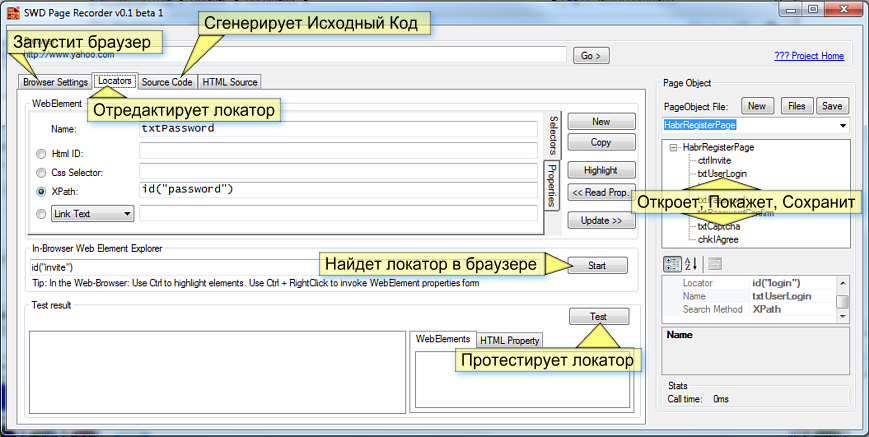 SWD Page Recorder v0.1 beta 1
Сгенерирует Исходный Код
Запустит браузер
http://www.yahoo.com
Go >
??? Project Home
Browser Settings
Locators
Source Code
HTML Source
Отредактирует локатор
WebElement
Name:
txtPassword
Html ID:
Css Selector:
XPath:
id("password")
Link Text
Selectors
Properties
New
Copy
Highlight
<< Read Prop.
Update >>
In-Browser Web Element Explorer
id("invite")
Найдет локатор в браузере
Start
Tip: In the Web-Browser: Use Ctrl to highlight elements. Use Ctrl + RightClick to invoke WebElement properties form
Test result
Test
WebElements
HTML Property
Протестирует локатор
Page Object
PageObject File:
New
Files
Save
HabrRegisterPage
HabrRegisterPage
ctrlInvite
txtUserLogin
Откроет, Покажет, Сохранит
txtCaptcha
chkIAgree
Locator
id("login")
Name
txtUserLogin
Search Method
XPath
Name
Stats
Call time:
0ms